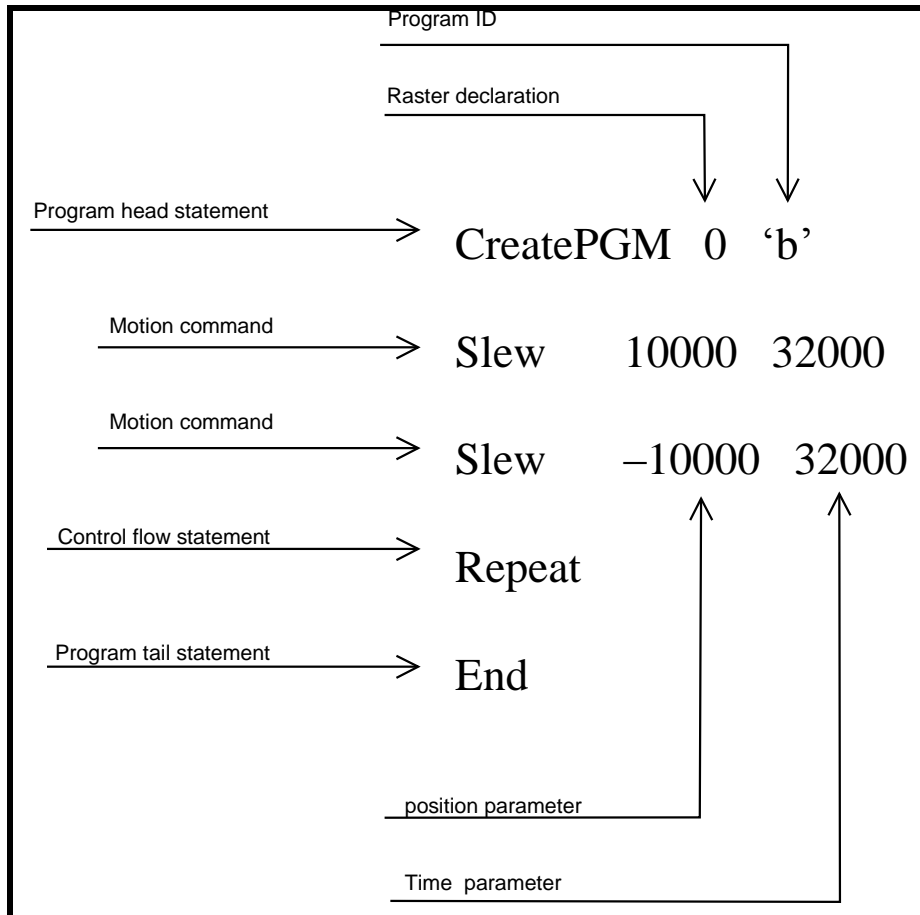 Program ID
Raster declaration
Program head statement
CreatePGM 0 ‘b’
Motion command
Slew 10000 32000
Motion command
Slew −10000 32000
Control flow statement
Repeat
Program tail statement
End
position parameter
Time parameter